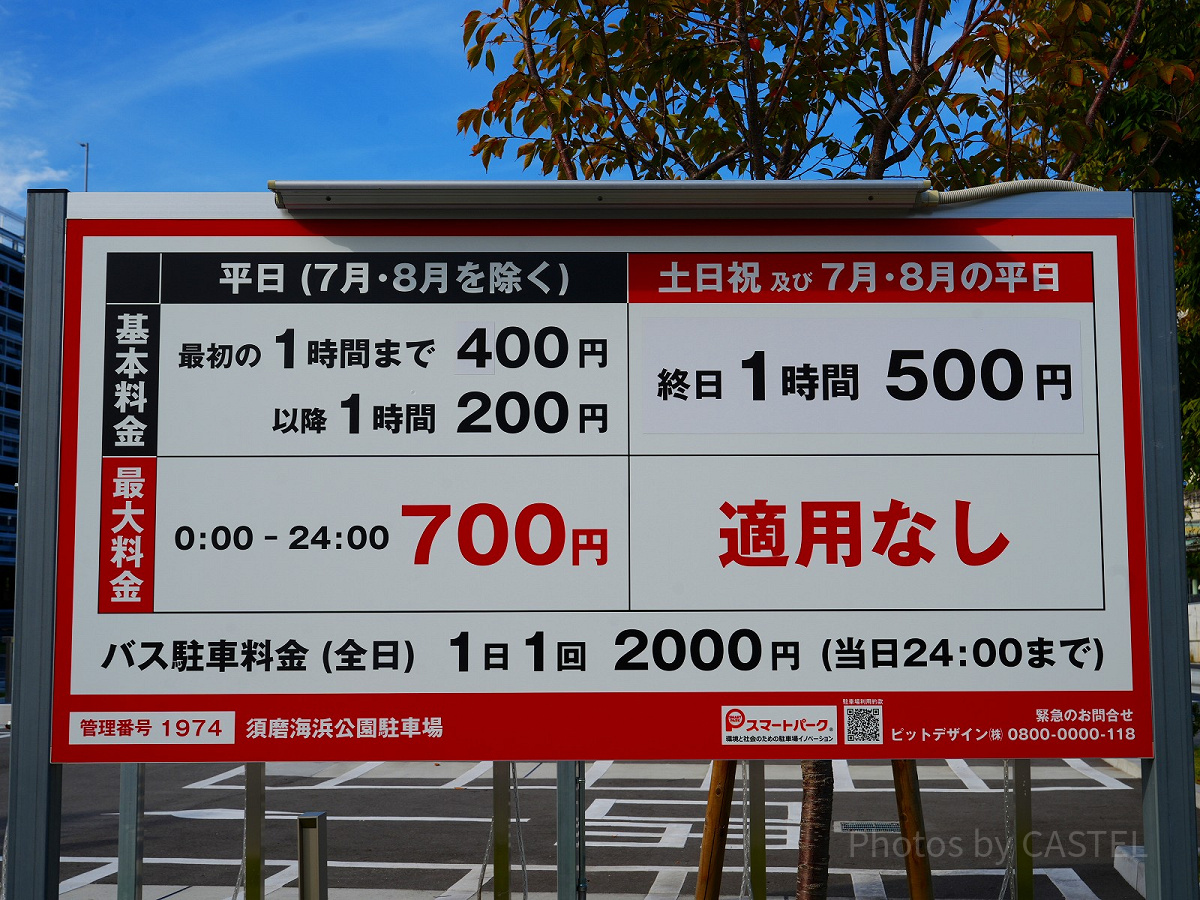 平日 (7月・8月を除く)
土日祝 及び 7月・8月の平日
基本料金
最初の 1時間まで 400円
以降 1時間 200円
終日 1時間 500円
最大料金
0:00 - 24:00 700円
適用なし
バス駐車料金 (全日) 1日1回 2000円 (当日24:00まで)
管理番号 1974
須磨海浜公園駐車場
スマートパーク®
環境と社会のための駐車場イノベーション
駐車場利用約款
緊急のお問合せ
ピットデザイン㈱ 0800-0000-118
Photos by CASTEL